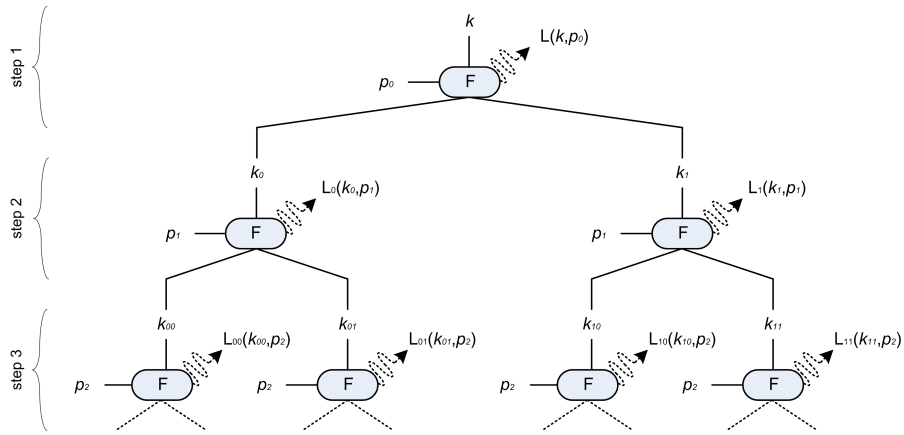 step 1
k
L(k,p₀)
p₀
F
step 2
k₀
k₁
L₀(k₀,p₁)
L₁(k₁,p₁)
p₁
F
p₁
F
step 3
k₀₀
k₀₁
k₁₀
k₁₁
L₀₀(k₀₀,p₂)
L₀₁(k₀₁,p₂)
L₁₀(k₁₀,p₂)
L₁₁(k₁₁,p₂)
p₂
F
p₂
F
p₂
F
p₂
F